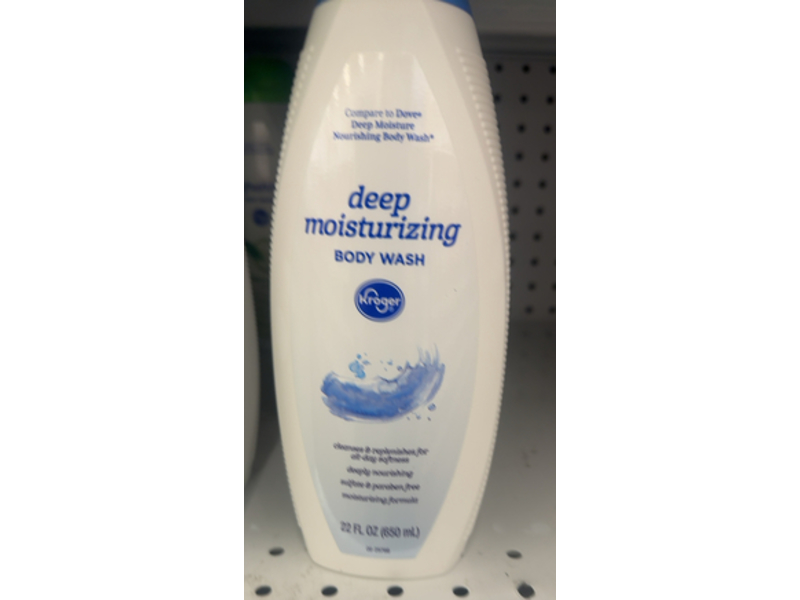 Compare to Dove®
Deep Moisture
Nourishing Body Wash*
deep
moisturizing
BODY WASH
Kroger
cleanses & replenishes for
all-day softness
deeply nourishing
sulfate & paraben free
moisturizing formula
22 FL OZ (650 mL)